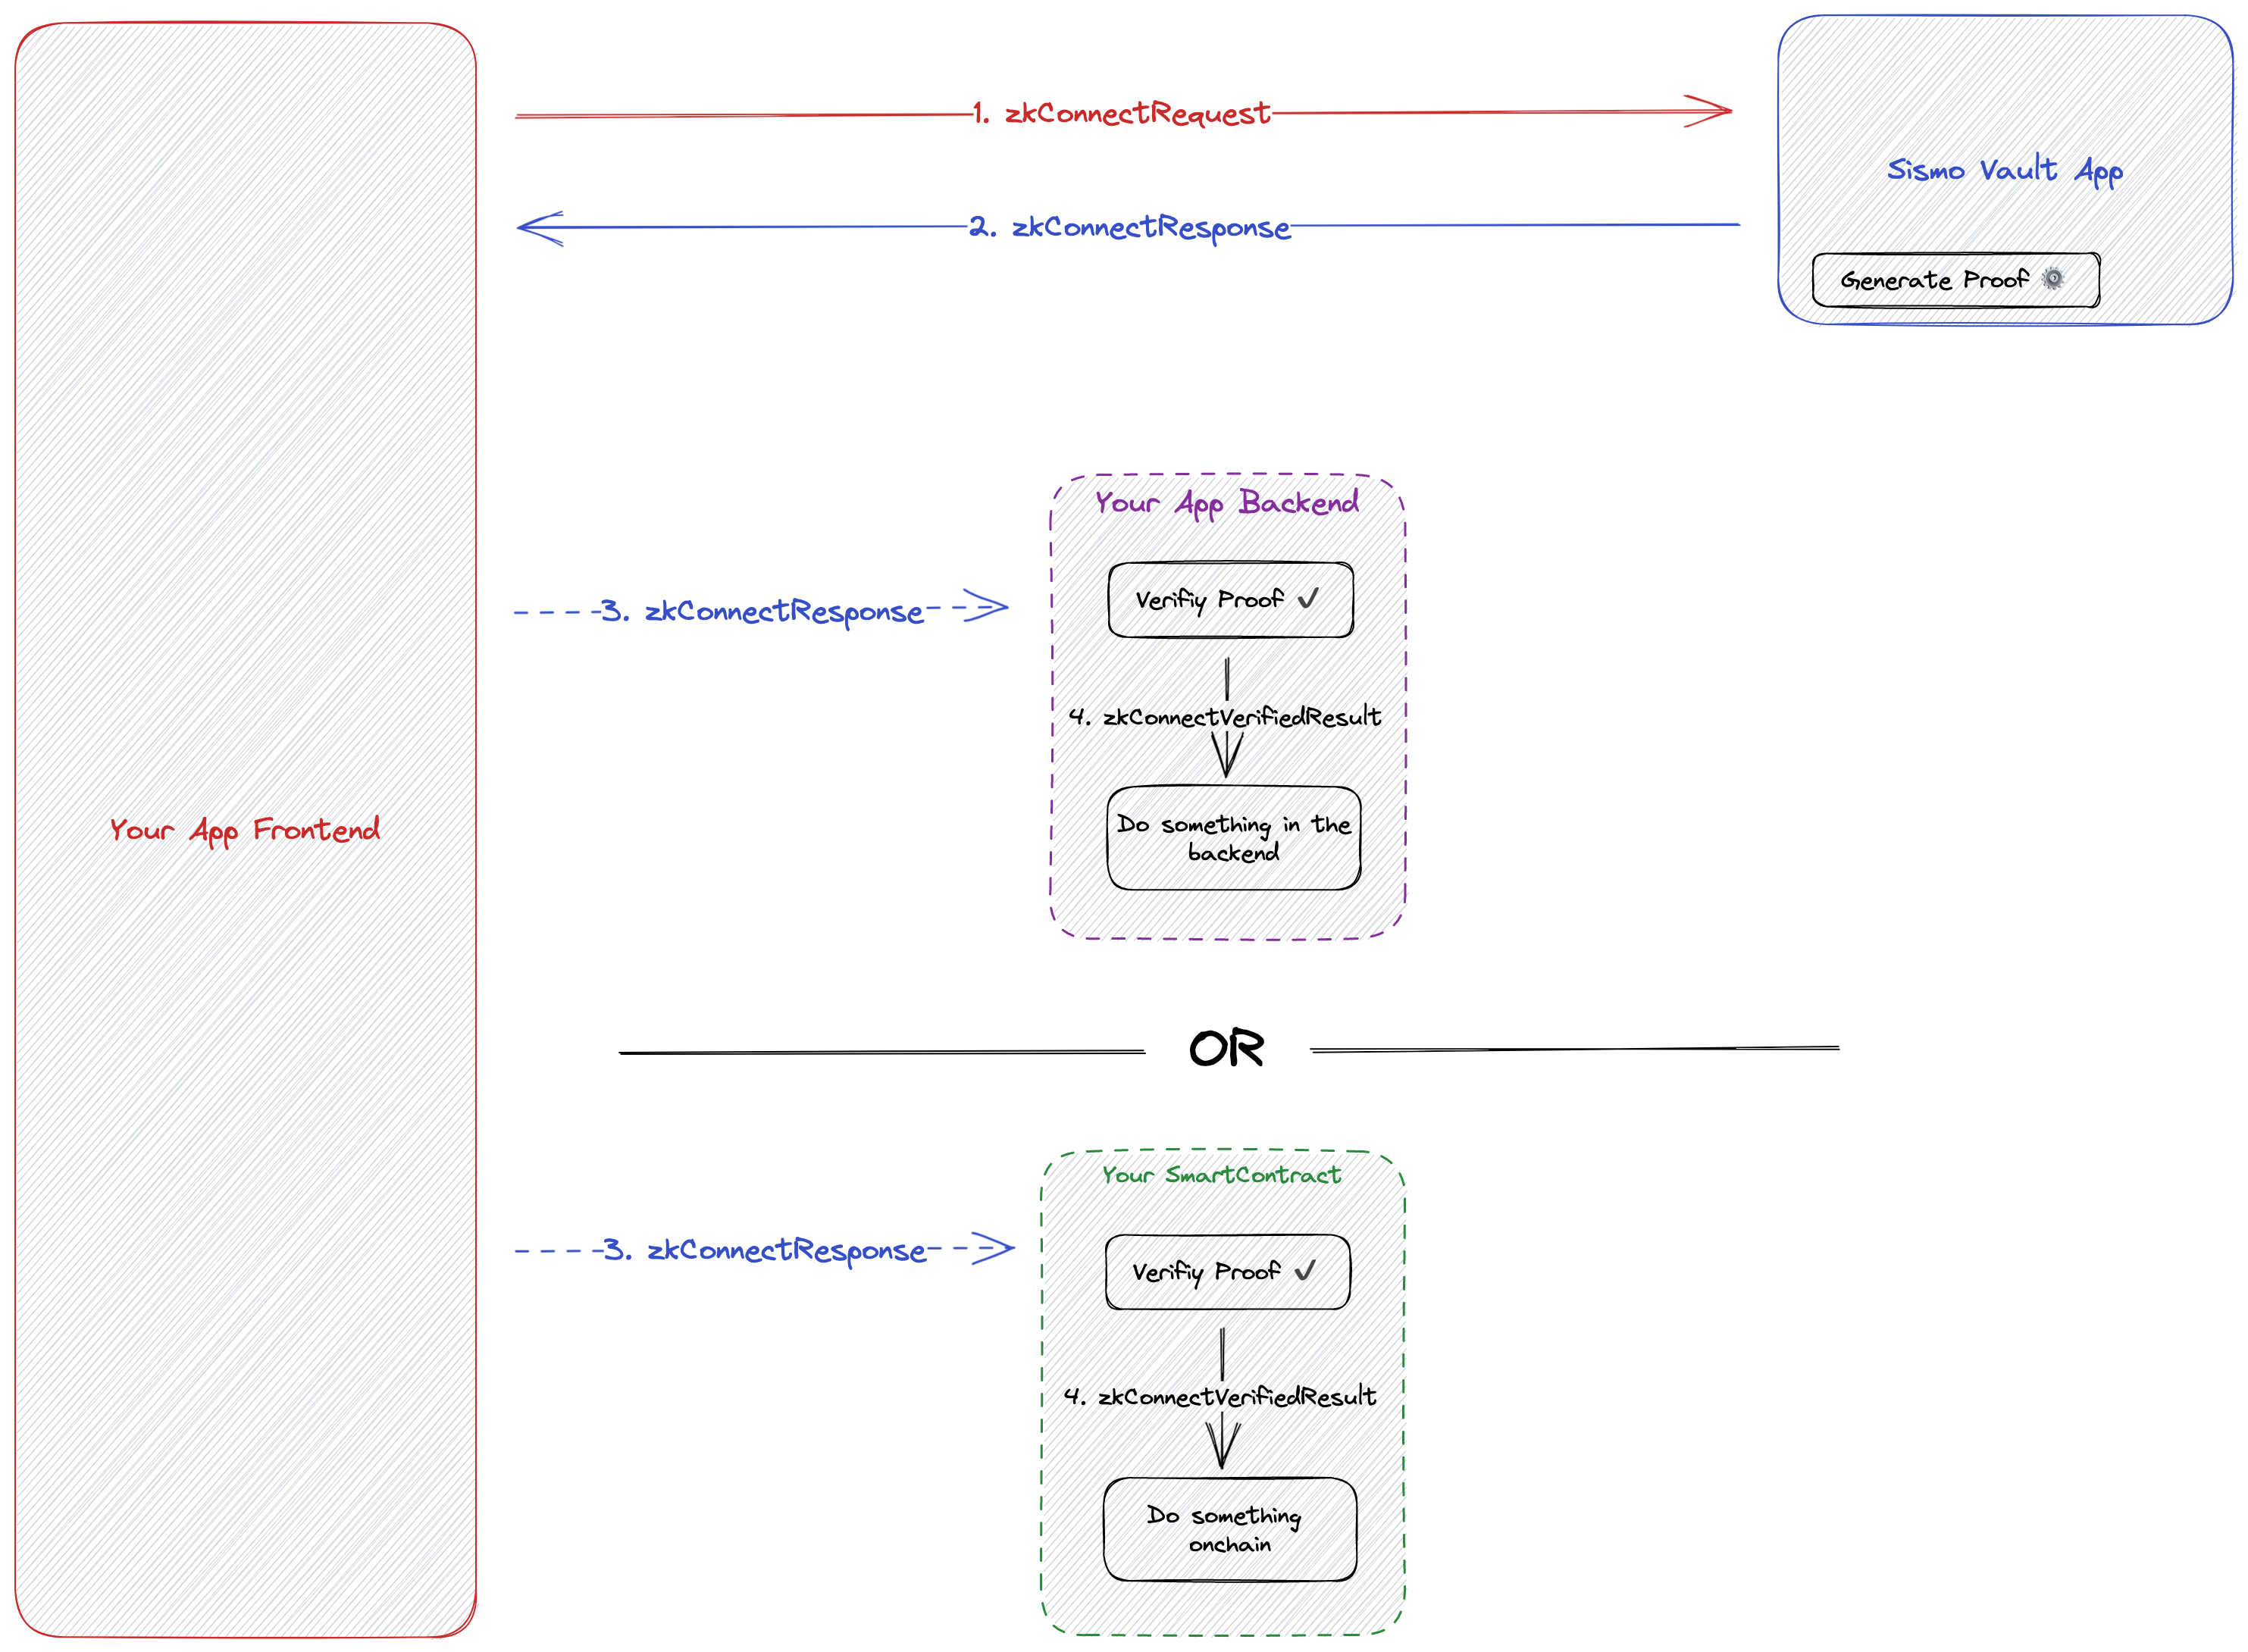 1. zkConnectRequest
Sismo Vault App
2. zkConnectResponse
Generate Proof
Your App Backend
Verifiy Proof ✔
3. zkConnectResponse
4. zkConnectVerifiedResult
Your App Frontend
Do something in the
backend
OR
Your SmartContract
3. zkConnectResponse
Verifiy Proof ✔
4. zkConnectVerifiedResult
Do something
onchain